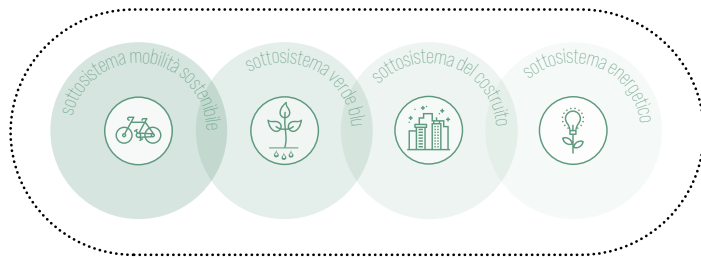 sottosistema mobilità sostenibile
sottosistema verde blu
sottosistema del costruito
sottosistema energetico